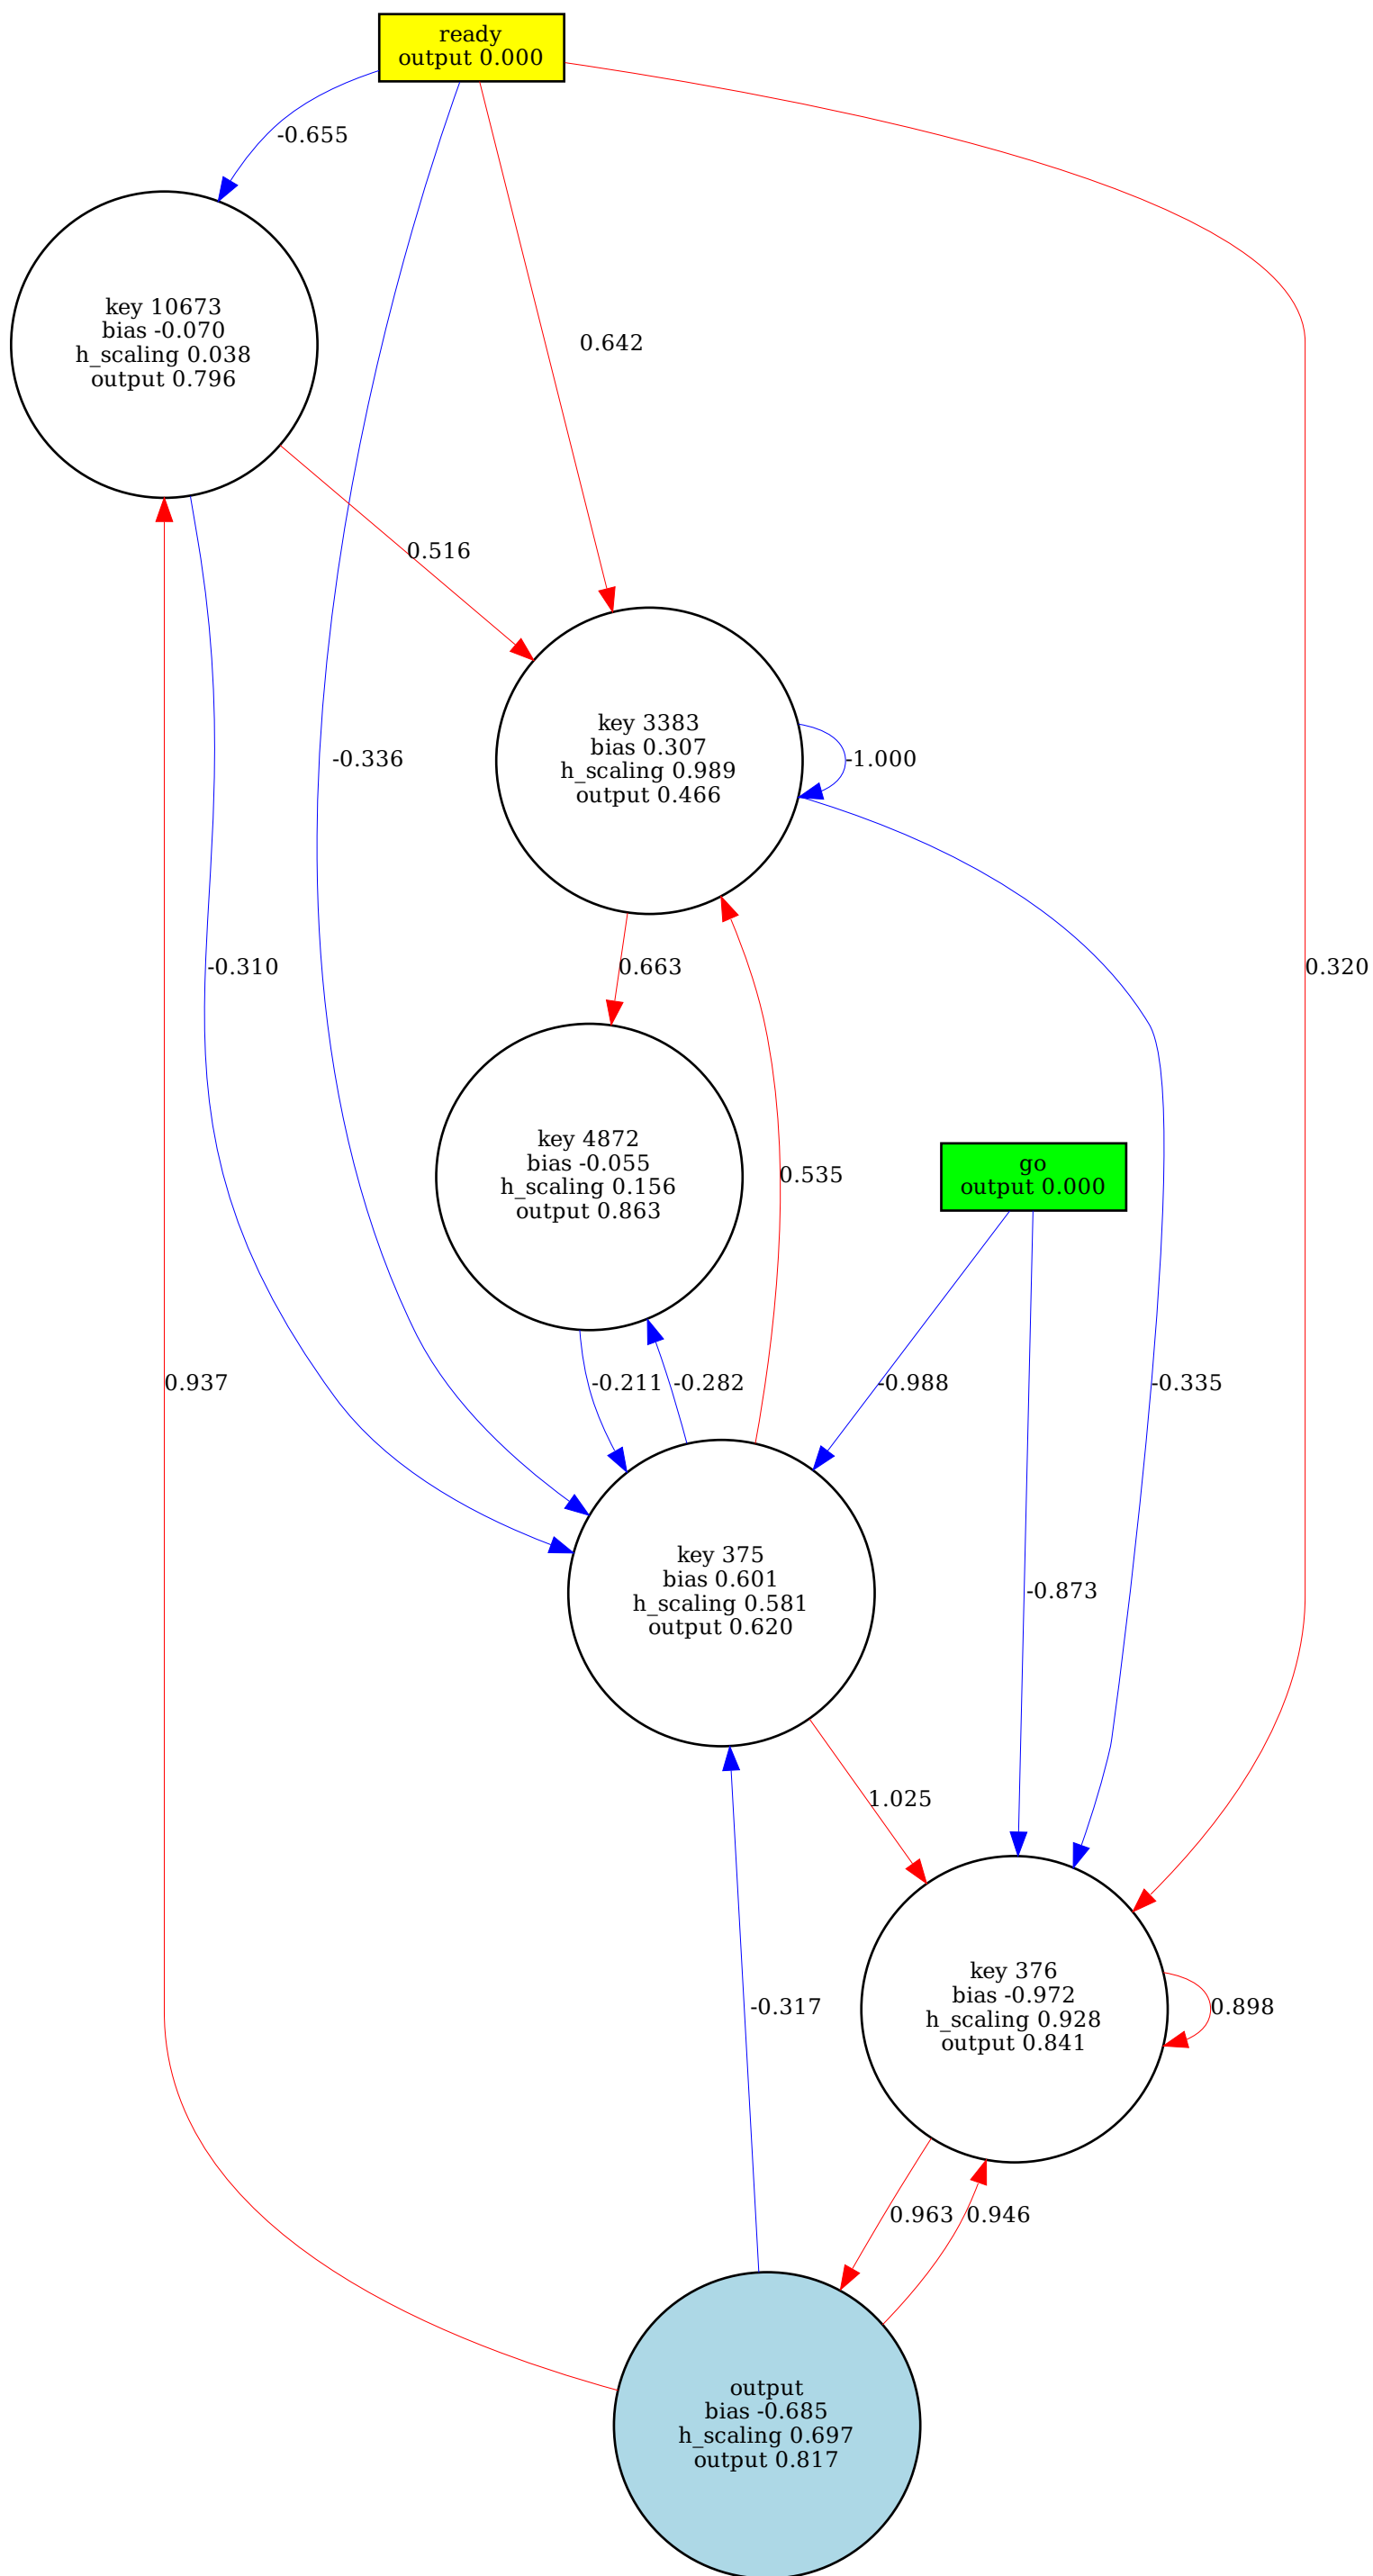 ready
output 0.000
-0.655
key 10673
bias -0.070
h_scaling 0.038
output 0.796
0.642
0.516
key 3383
bias 0.307
h_scaling 0.989
output 0.466
-0.336
-1.000
-0.310
0.663
0.320
key 4872
bias -0.055
h_scaling 0.156
output 0.863
0.535
go
output 0.000
0.937
-0.211
-0.282
-0.988
-0.335
key 375
bias 0.601
h_scaling 0.581
output 0.620
-0.873
1.025
key 376
bias -0.972
h_scaling 0.928
output 0.841
-0.317
0.898
0.963
0.946
output
bias -0.685
h_scaling 0.697
output 0.817